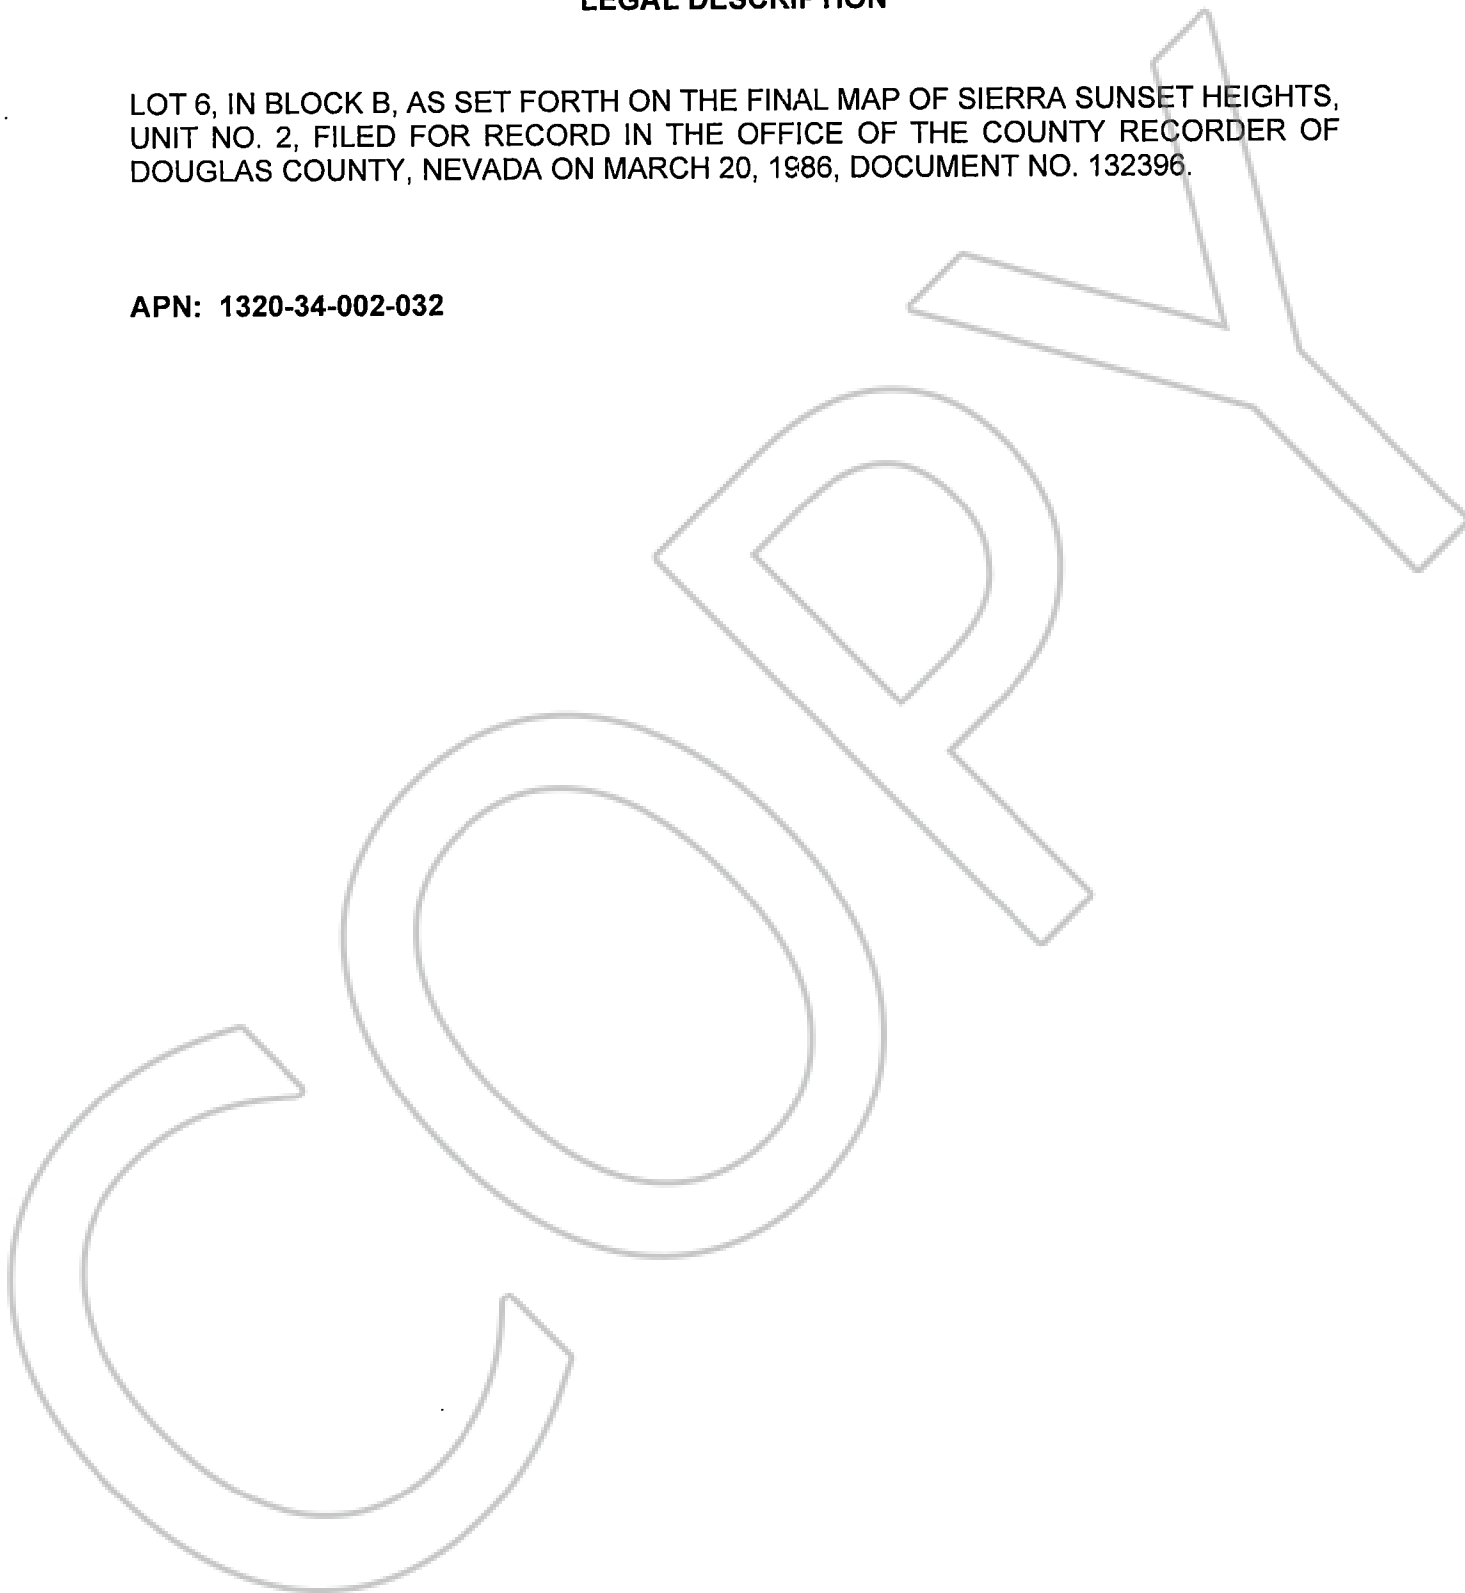 LEGAL DESCRIPTION
LOT 6, IN BLOCK B, AS SET FORTH ON THE FINAL MAP OF SIERRA SUNSET HEIGHTS,
UNIT NO. 2, FILED FOR RECORD IN THE OFFICE OF THE COUNTY RECORDER OF
DOUGLAS COUNTY, NEVADA ON MARCH 20, 1986, DOCUMENT NO. 132396.
APN: 1320-34-002-032
COPY